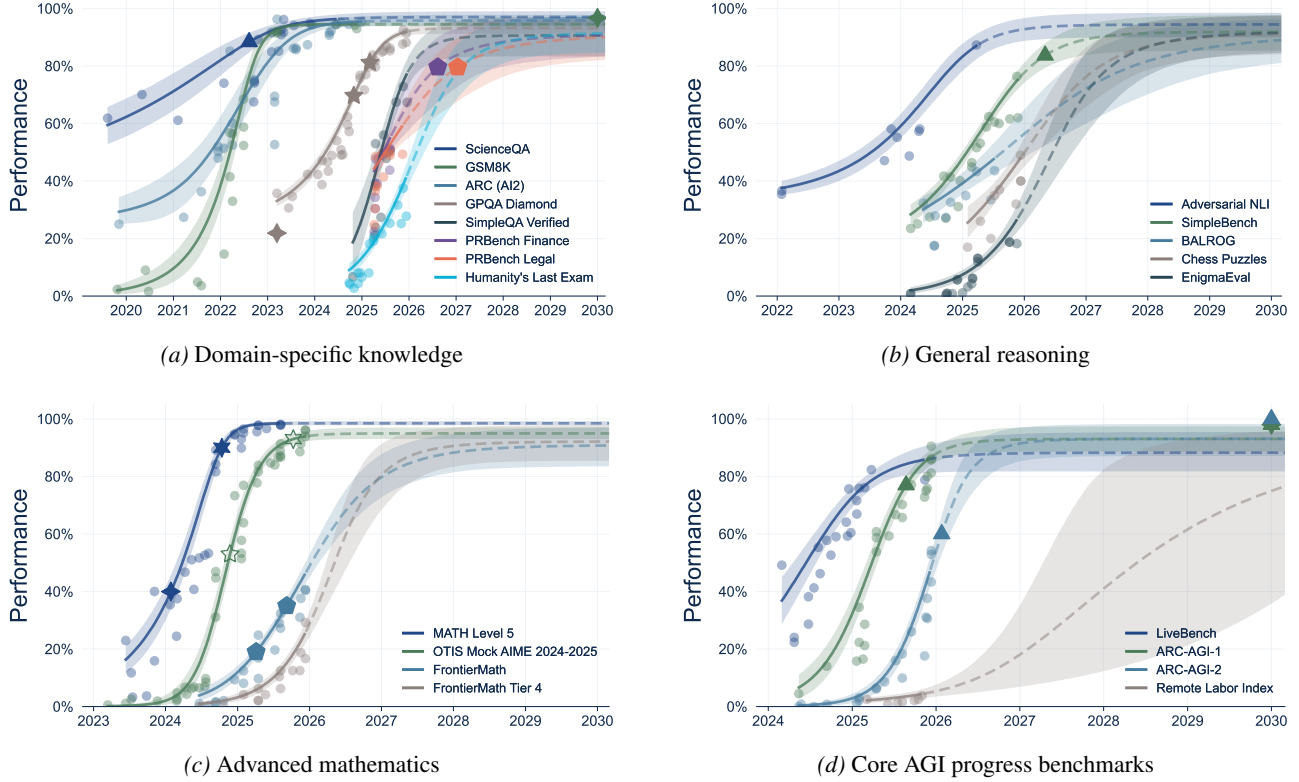 Performance
100%
80%
60%
40%
20%
0%
ScienceQA
GSM8K
ARC (AI2)
GPQA Diamond
SimpleQA Verified
PRBench Finance
PRBench Legal
Humanity's Last Exam
2020 2021 2022 2023 2024 2025 2026 2027 2028 2029 2030
(a) Domain-specific knowledge
Performance
100%
80%
60%
40%
20%
0%
Adversarial NLI
SimpleBench
BALROG
Chess Puzzles
EnigmaEval
2022 2023 2024 2025 2026 2027 2028 2029 2030
(b) General reasoning
Performance
100%
80%
60%
40%
20%
0%
MATH Level 5
OTIS Mock AIME 2024-2025
FrontierMath
FrontierMath Tier 4
2023 2024 2025 2026 2027 2028 2029 2030
(c) Advanced mathematics
Performance
100%
80%
60%
40%
20%
0%
LiveBench
ARC-AGI-1
ARC-AGI-2
Remote Labor Index
2024 2025 2026 2027 2028 2029 2030
(d) Core AGI progress benchmarks